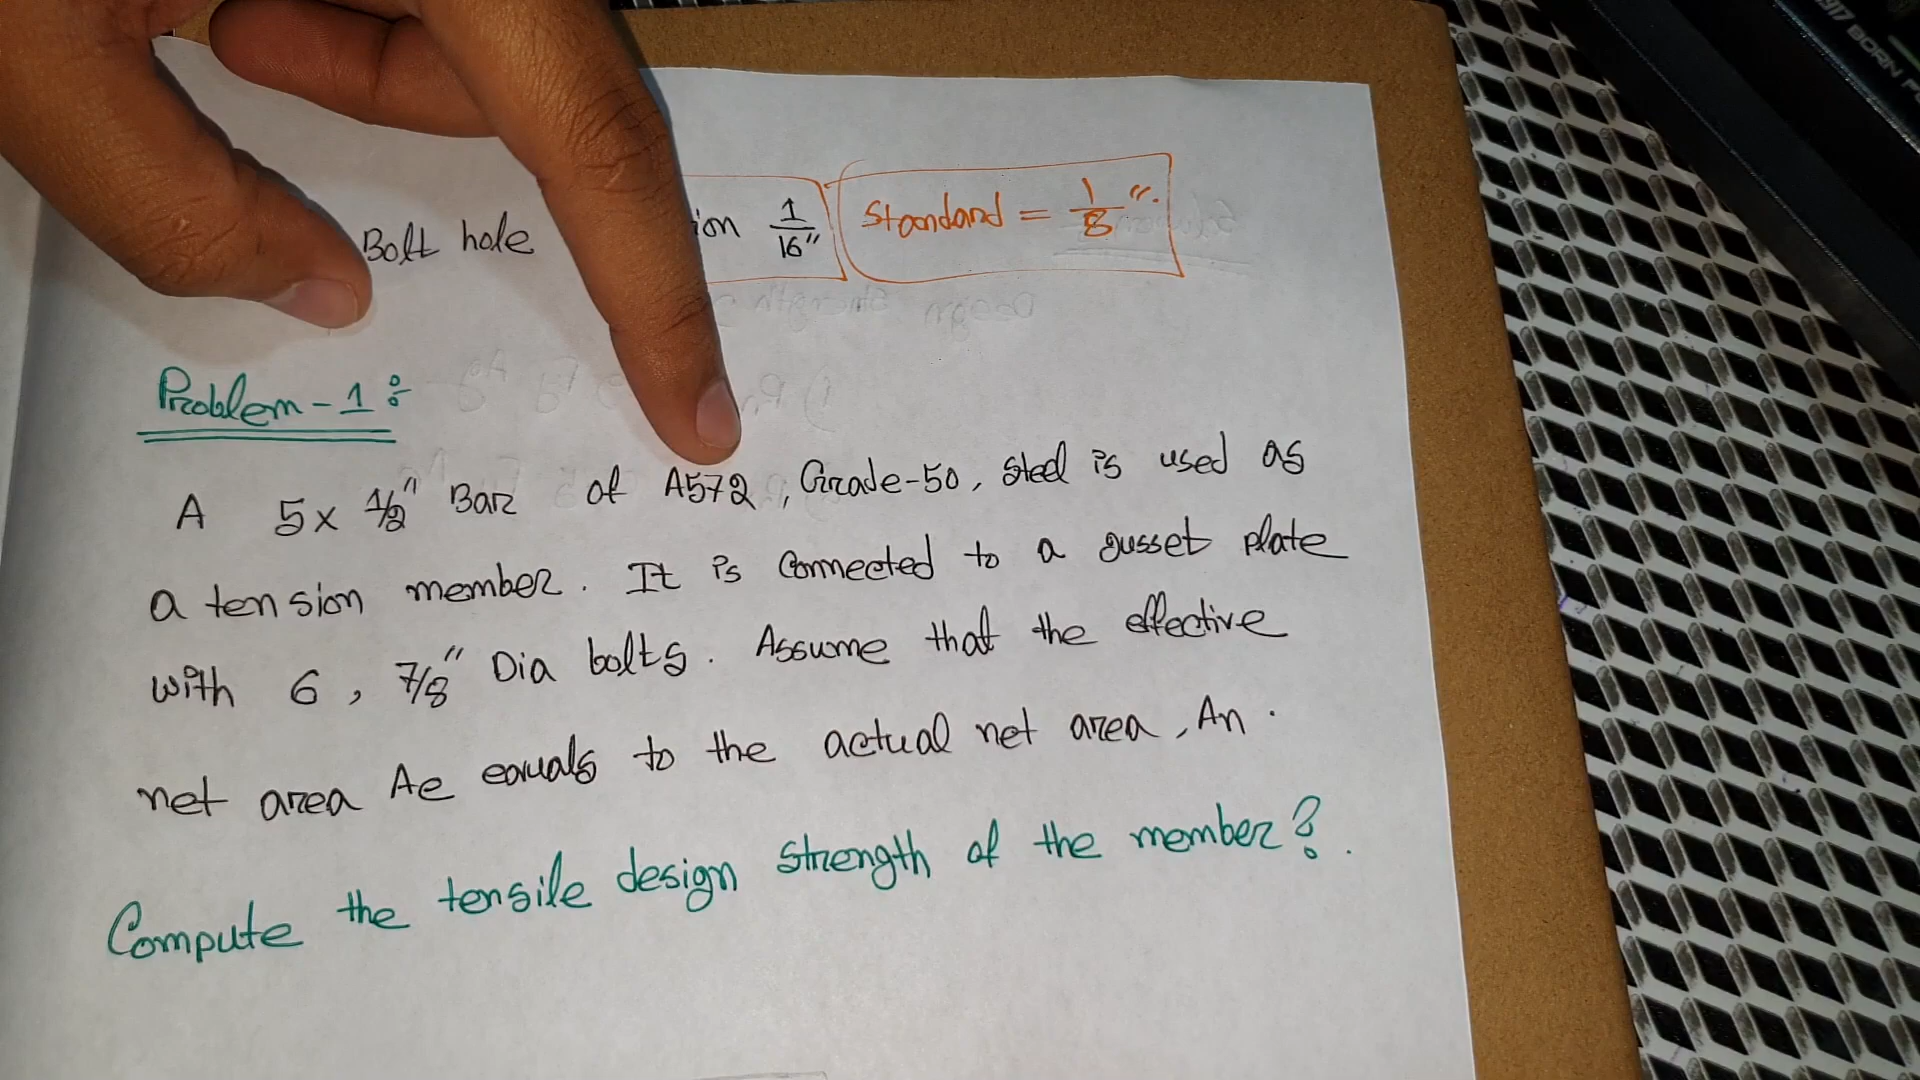 Bolt hole ion 1/16" Standard = 1/8".
Problem - 1 :
A 5 x 1/2" Bar of A572, Grade-50, steel is used as
a tension member. It is connected to a gusset plate
with 6, 7/8" Dia bolts. Assume that the effective
net area Ae equals to the actual net area, An.
Compute the tensile design strength of the member?.